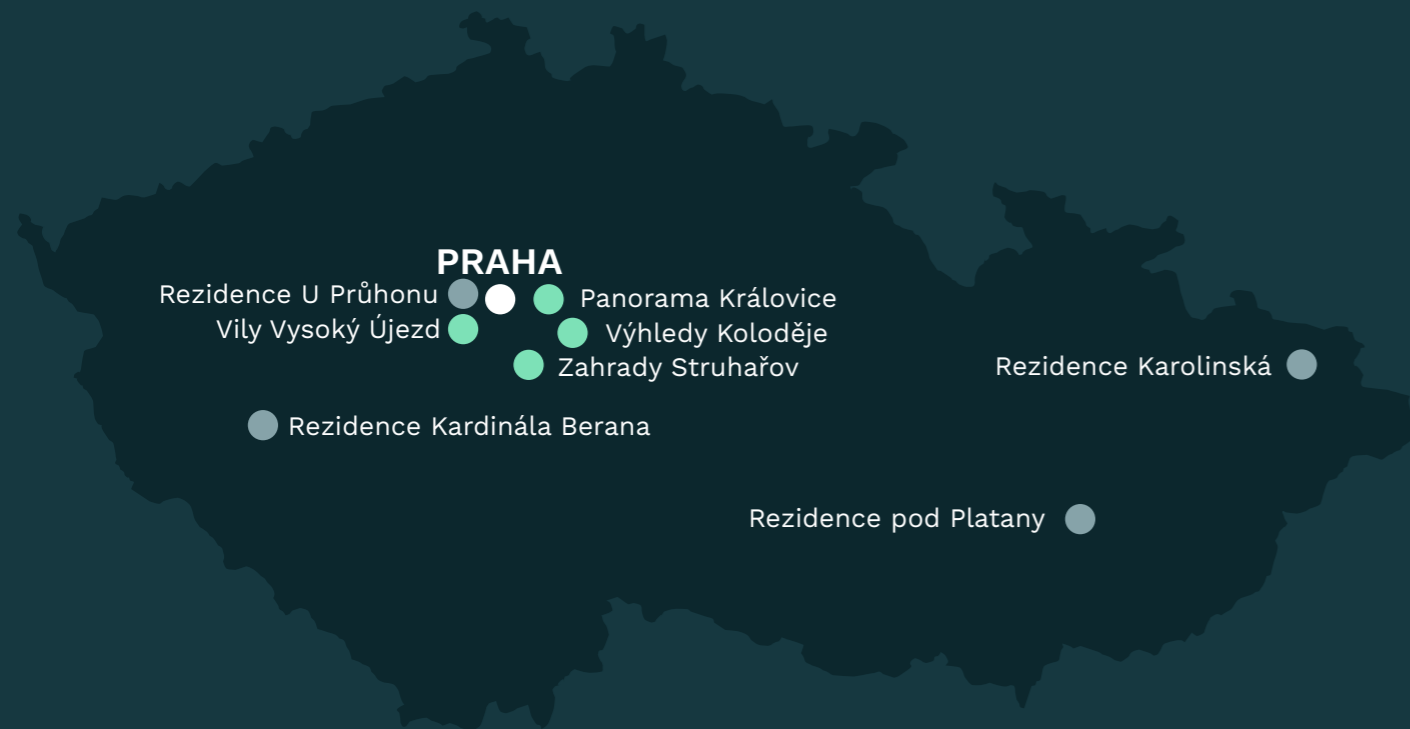 PRAHA
Rezidence U Průhonu
Panorama Královice
Vily Vysoký Újezd
Výhledy Koloděje
Zahrady Struhařov
Rezidence Karolinská
Rezidence Kardinála Berana
Rezidence pod Platany